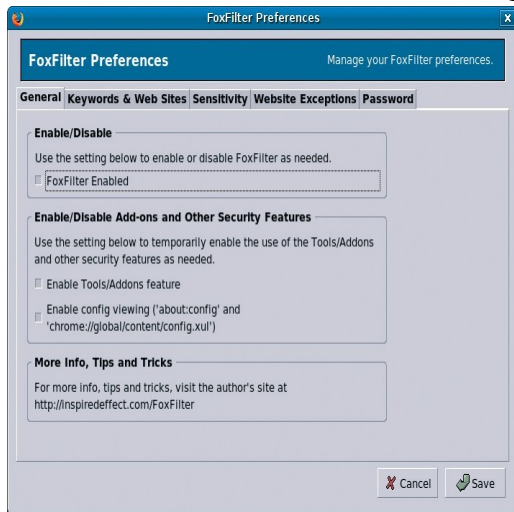 FoxFilter Preferences
X
FoxFilter Preferences
Manage your FoxFilter preferences.
General Keywords & Web Sites Sensitivity Website Exceptions Password
Enable/Disable
Use the setting below to enable or disable FoxFilter as needed.
FoxFilter Enabled
Enable/Disable Add-ons and Other Security Features
Use the setting below to temporarily enable the use of the Tools/Addons
and other security features as needed.
Enable Tools/Addons feature
Enable config viewing ('about:config' and
'chrome://global/content/config.xul')
More Info, Tips and Tricks
For more info, tips and tricks, visit the author's site at
http://inspiredeffect.com/FoxFilter
Cancel
Save